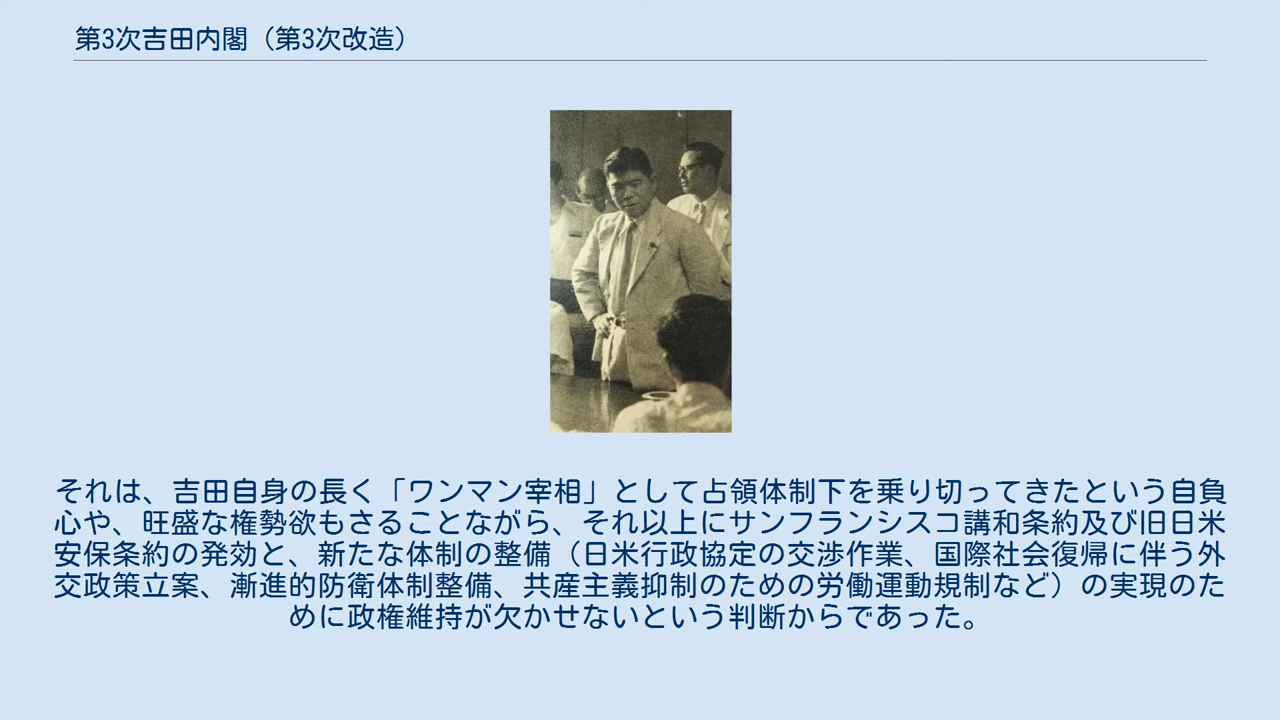 第3次吉田内閣（第3次改造）
それは、吉田自身の長く「ワンマン宰相」として占領体制下を乗り切ってきたという自負
心や、旺盛な権勢欲もさることながら、それ以上にサンフランシスコ講和条約及び旧日米
安保条約の発効と、新たな体制の整備（日米行政協定の交渉作業、国際社会復帰に伴う外
交政策立案、漸進的防衛体制整備、共産主義抑制のための労働運動規制など）の実現のた
めに政権維持が欠かせないという判断からであった。